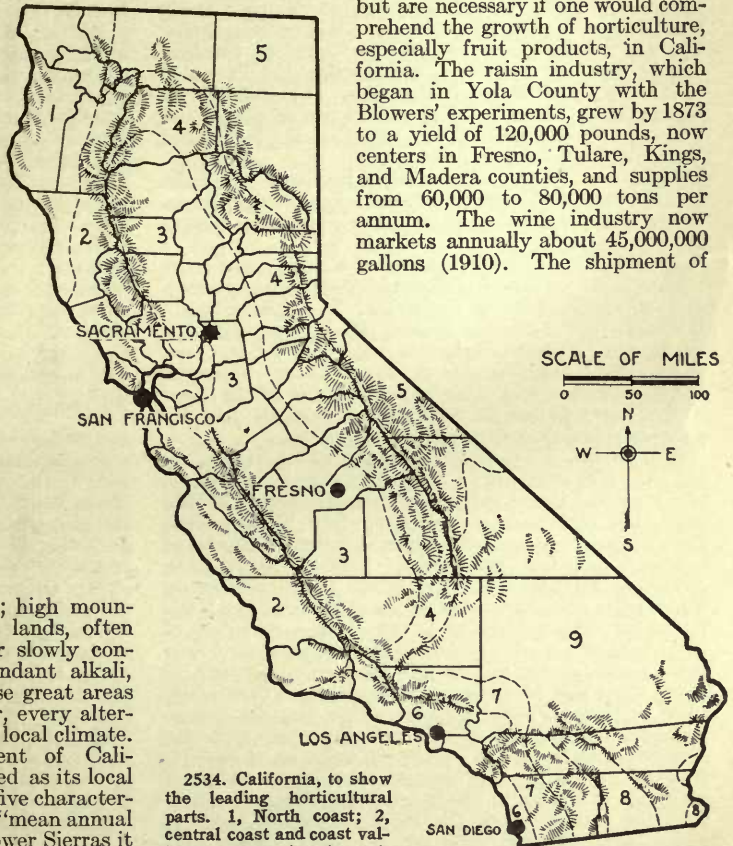 but are necessary if one would com-
prehend the growth of horticulture,
especially fruit products, in Cali-
fornia. The raisin industry, which
began in Yola County with the
Blowers' experiments, grew by 1873
to a yield of 120,000 pounds, now
centers in Fresno, Tulare, Kings,
and Madera counties, and supplies
from 60,000 to 80,000 tons per
annum. The wine industry now
markets annually about 45,000,000
gallons (1910). The shipment of
5
1
4
2
3
4
SACRAMENTO
3
SAN FRANCISCO
5
SCALE OF MILES
0 50 100
N
W E
S
FRESNO
3
2
4
9
7
6
LOS ANGELES
7
8
8
6
SAN DIEGO
; high moun-
lands, often
r slowly con-
ndant alkali,
se great areas
, every alter-
local climate.
ent of Cali-
ed as its local
ive character-
"mean annual
ower Sierras it
2534. California, to show
the leading horticultural
parts. 1, North coast; 2,
central coast and coast val-